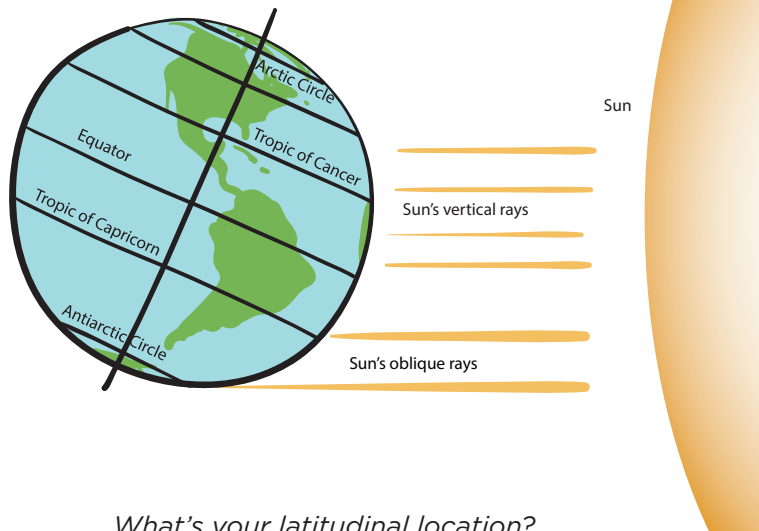 Arctic Circle
Sun
Tropic of Cancer
Equator
Sun's vertical rays
Tropic of Capricorn
Antiarctic Circle
Sun's oblique rays
What's your latitudinal location?